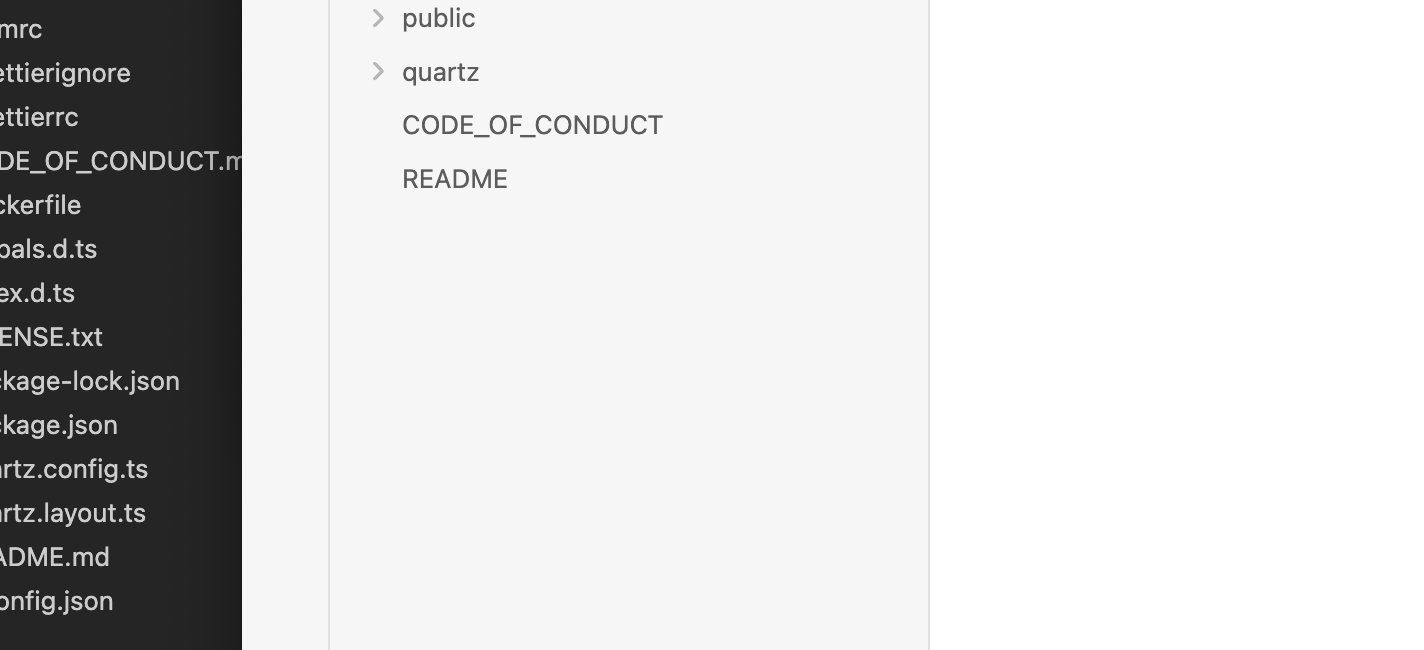 mrc
ettierignore
ettierrc
DE_OF_CONDUCT.m
ckerfile
bals.d.ts
ex.d.ts
ENSE.txt
ckage-lock.json
ckage.json
artz.config.ts
artz.layout.ts
ADME.md
onfig.json
public
quartz
CODE_OF_CONDUCT
README